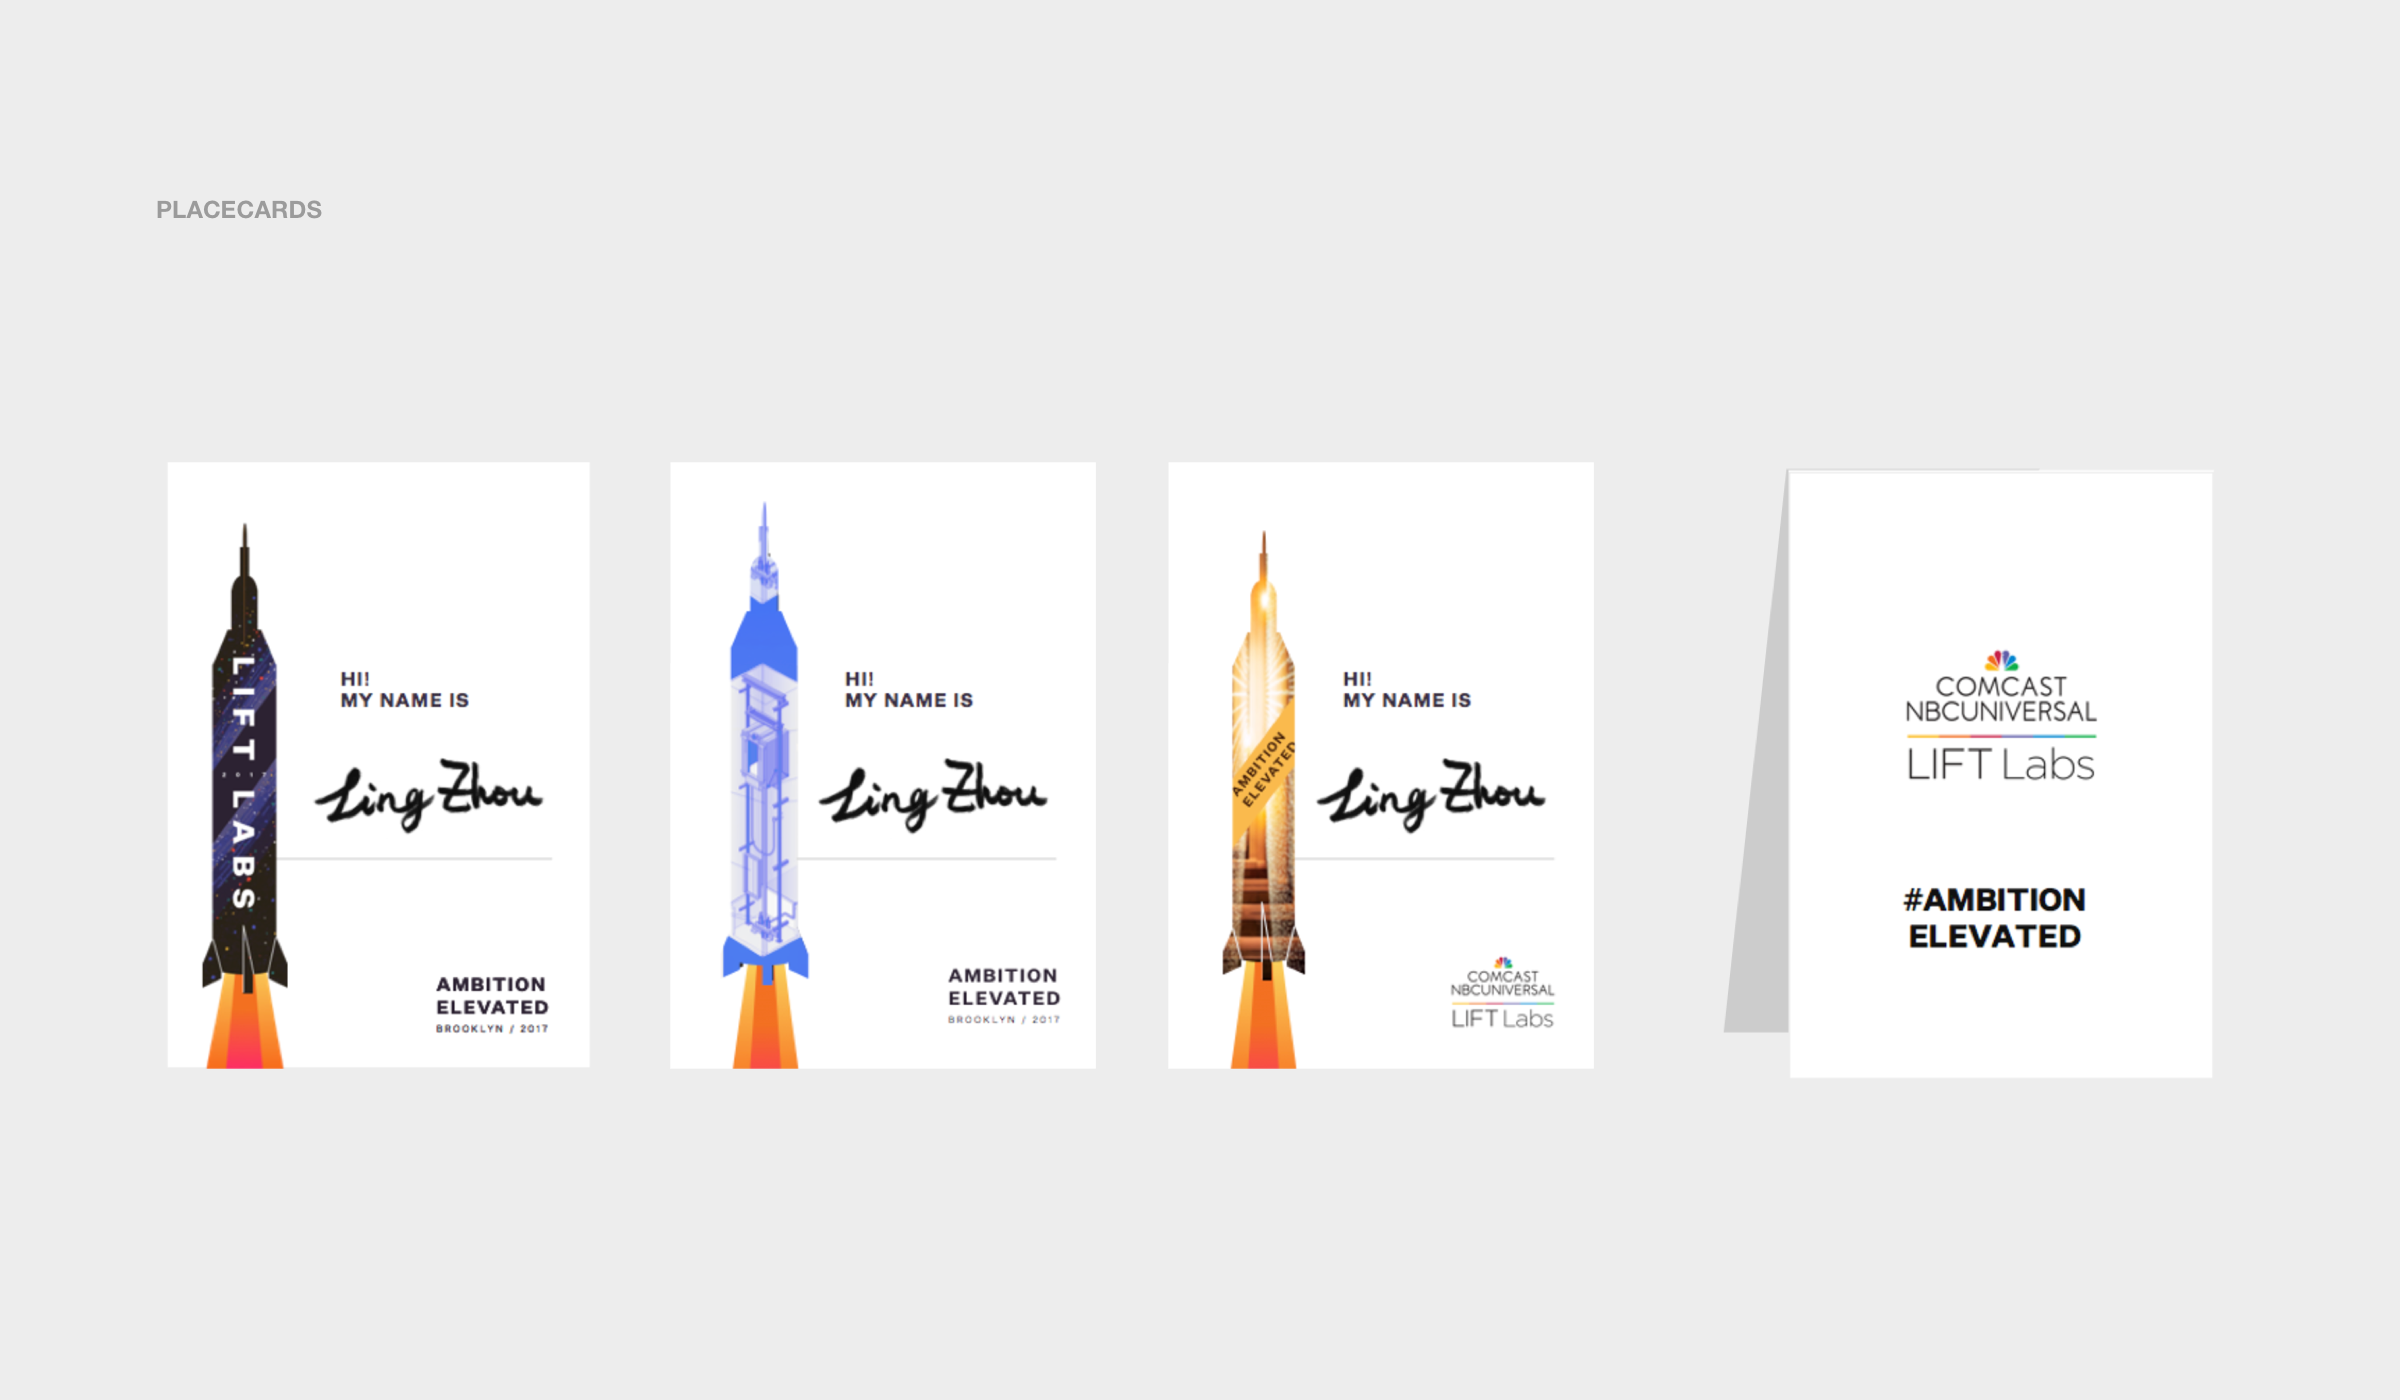 PLACECARDS
LIFT LABS
2017
HI!
MY NAME IS
Ling Zhou
AMBITION
ELEVATED
BROOKLYN / 2017
HI!
MY NAME IS
Ling Zhou
AMBITION
ELEVATED
BROOKLYN / 2017
AMBITION
ELEVATED
HI!
MY NAME IS
Ling Zhou
COMCAST
NBCUNIVERSAL
LIFT Labs
COMCAST
NBCUNIVERSAL
LIFT Labs
#AMBITION
ELEVATED